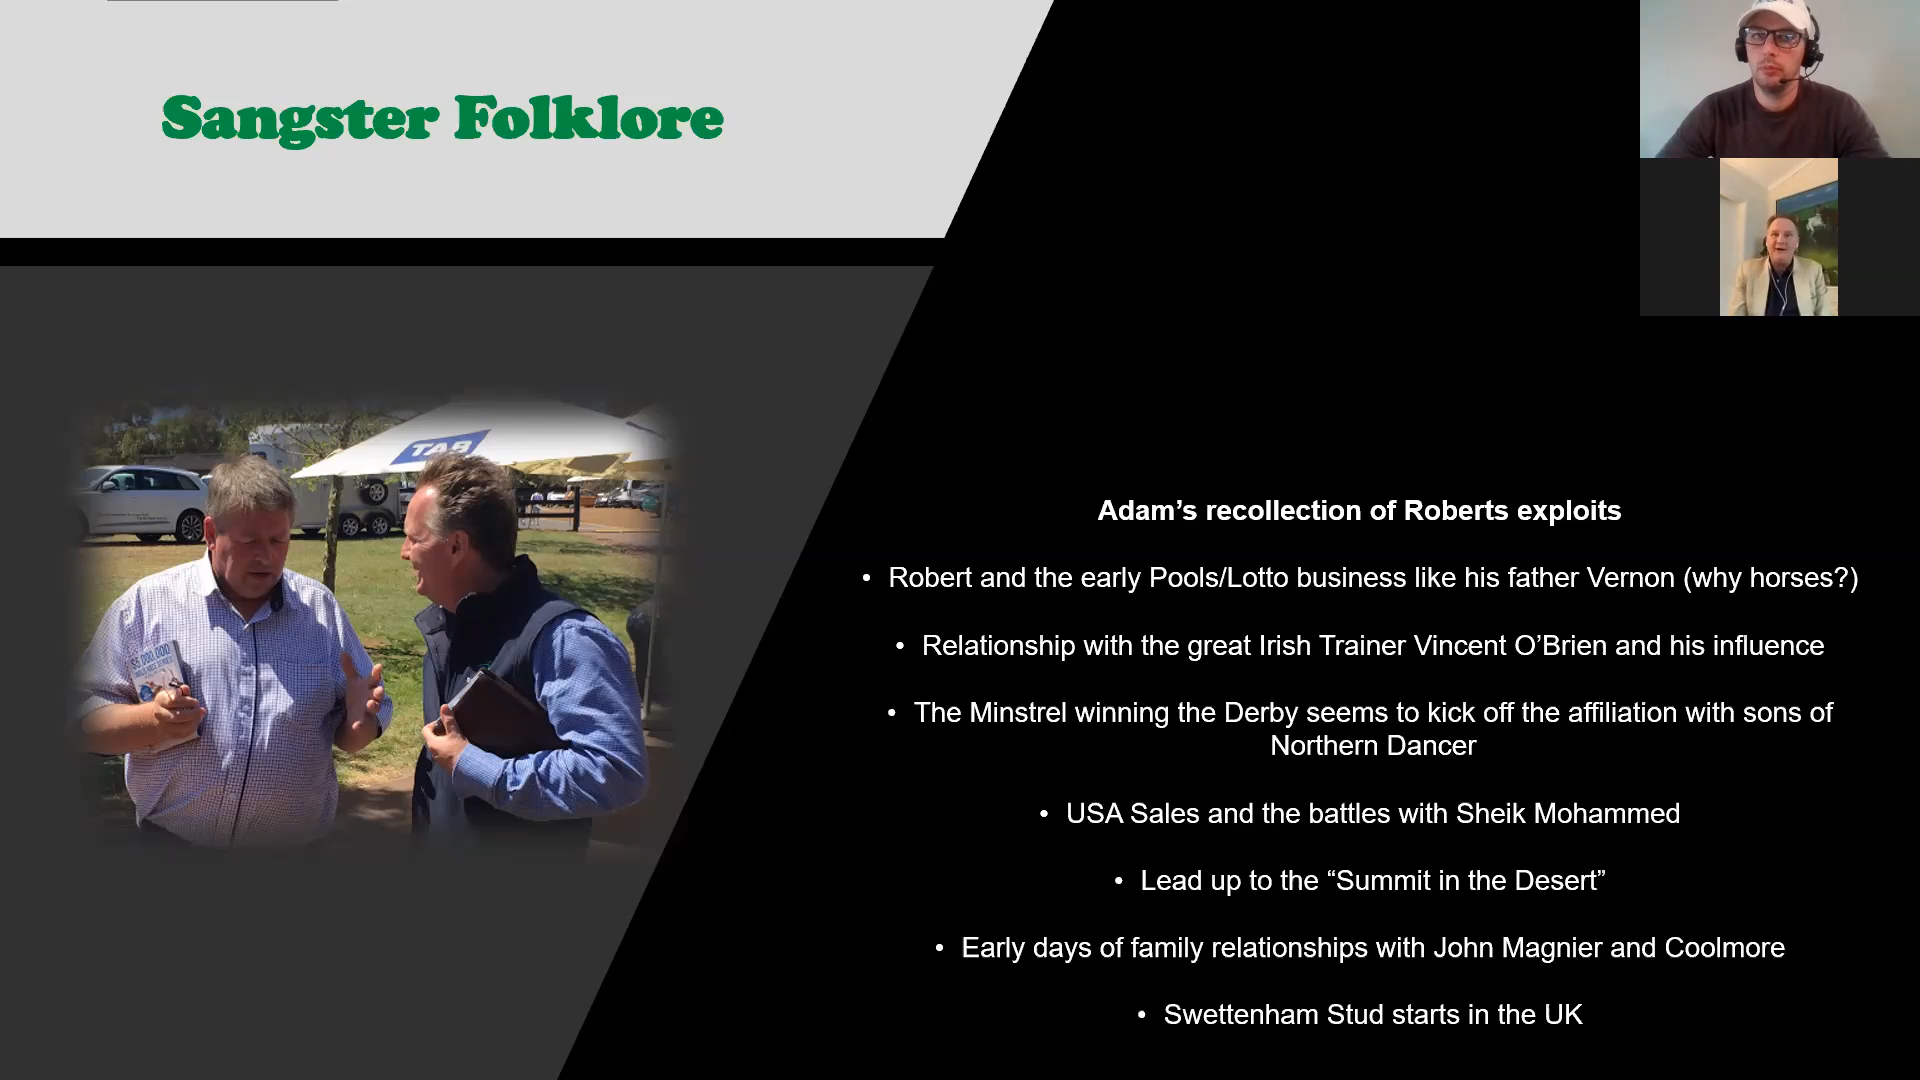 Sangster Folklore
TAB
$5,000,000
Adam’s recollection of Roberts exploits
• Robert and the early Pools/Lotto business like his father Vernon (why horses?)
• Relationship with the great Irish Trainer Vincent O’Brien and his influence
• The Minstrel winning the Derby seems to kick off the affiliation with sons of
Northern Dancer
• USA Sales and the battles with Sheik Mohammed
• Lead up to the “Summit in the Desert”
• Early days of family relationships with John Magnier and Coolmore
• Swettenham Stud starts in the UK